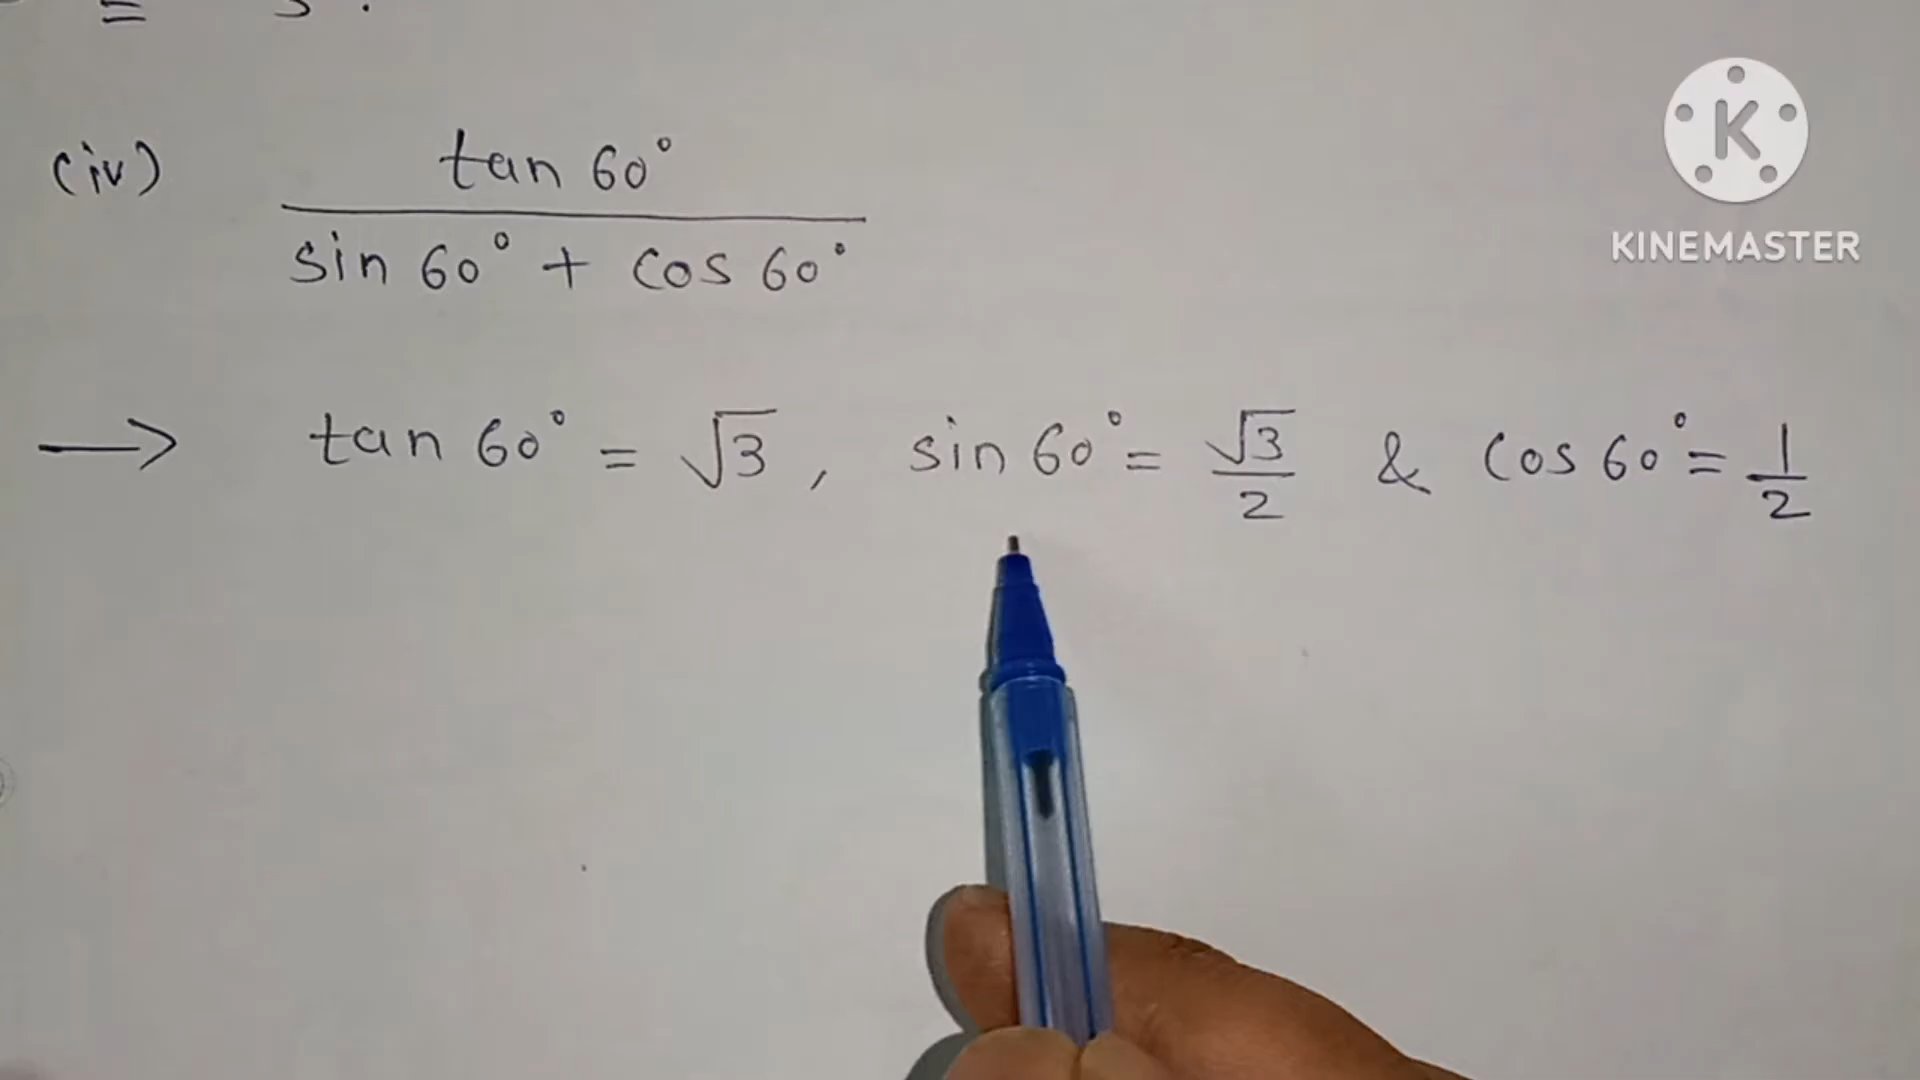 (iv) tan 60°
sin 60° + cos 60°
K
KINEMASTER
→ tan 60° = √3, sin 60° = √3/2 & cos 60° = 1/2